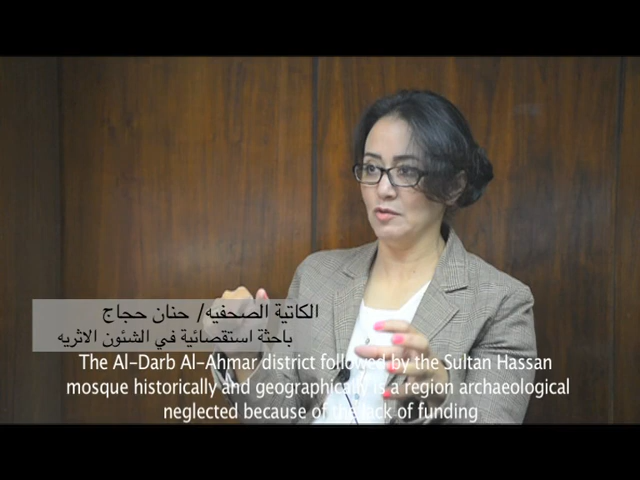 الكاتبة الصحفيه/ حنان حجاج
باحثة استقصائية في الشئون الاثريه
The Al-Darb Al-Ahmar district followed by the Sultan Hassan
mosque historically and geographically is a region archaeological
neglected because of the lack of funding